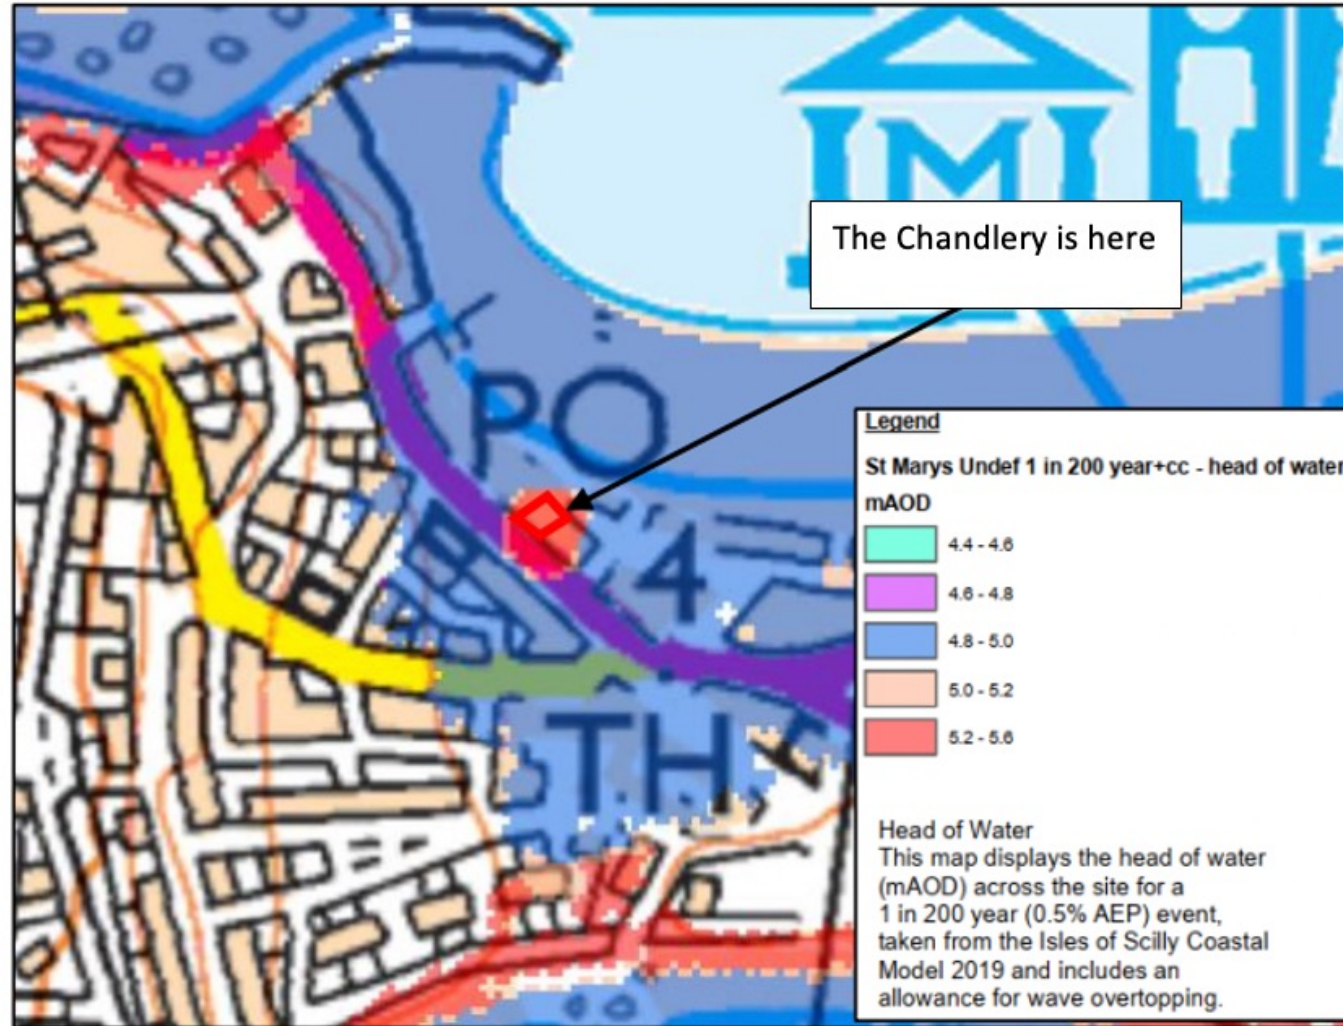 The Chandlery is here
PO
4
TH
Legend
St Marys Undef 1 in 200 year+cc - head of water
mAOD
4.4 - 4.6
4.6 - 4.8
4.8 - 5.0
5.0 - 5.2
5.2 - 5.6
Head of Water
This map displays the head of water
(mAOD) across the site for a
1 in 200 year (0.5% AEP) event,
taken from the Isles of Scilly Coastal
Model 2019 and includes an
allowance for wave overtopping.